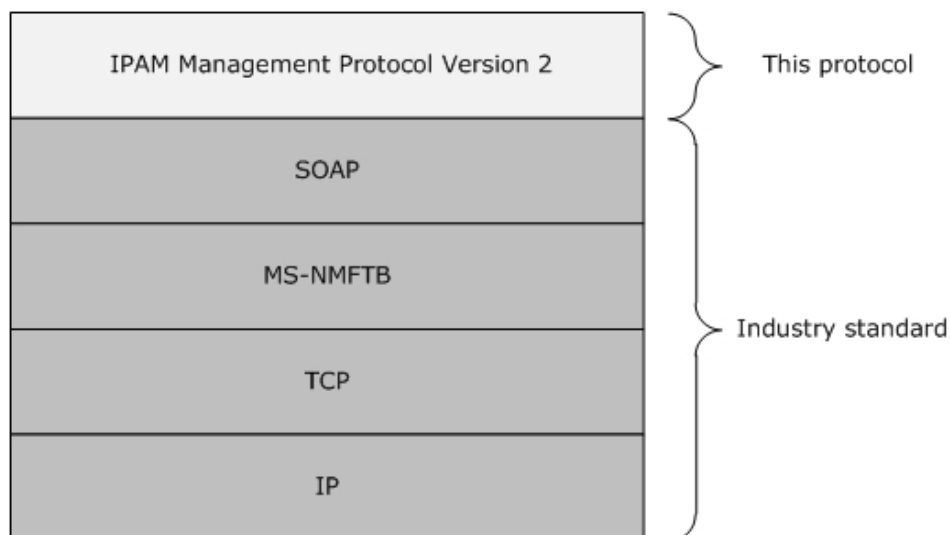 IPAM Management Protocol Version 2
This protocol
SOAP
MS-NMFTB
Industry standard
TCP
IP